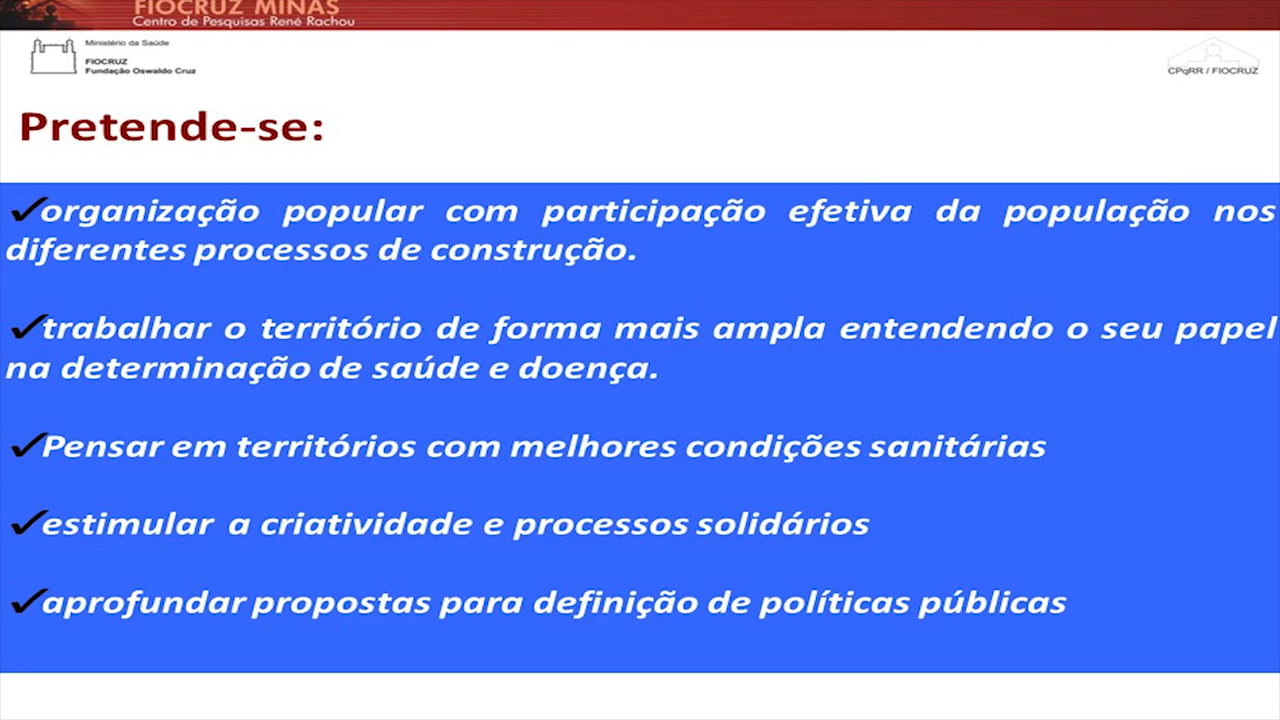 FIOCRUZ MINAS
Centro de Pesquisas René Rachou
Ministério da Saúde
FIOCRUZ
Fundação Oswaldo Cruz
CPqRR / FIOCRUZ
Pretende-se:
✓organização popular com participação efetiva da população nos
diferentes processos de construção.
✓trabalhar o território de forma mais ampla entendendo o seu papel
na determinação de saúde e doença.
✓Pensar em territórios com melhores condições sanitárias
✓estimular a criatividade e processos solidários
✓aprofundar propostas para definição de políticas públicas